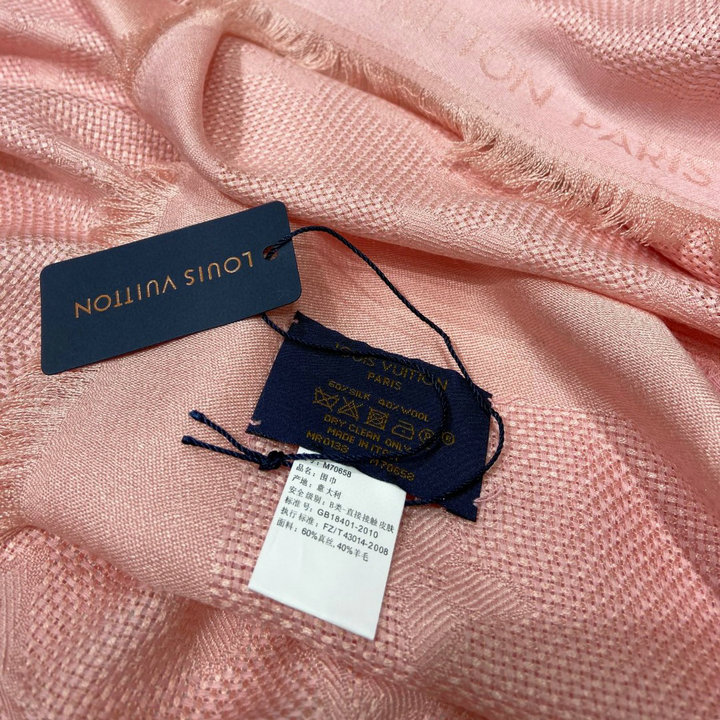 VUITTON PARIS
LOUIS VUITTON
LOUIS VUITTON
PARIS
60%SILK 40%WOOL
DRY CLEAN ONLY
MADE IN
MR0138 M70658
M70658
品名：围巾
产地：意大利
安全级别：B类-直接接触皮肤
标准号：GB18401-2010
执行标准：FZ/T43014-2008
面料：60%真丝，40%羊毛